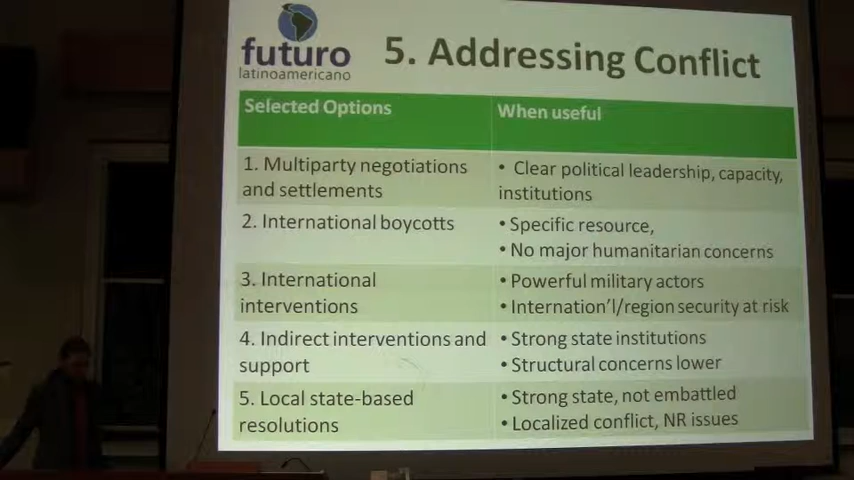 futuro
latinoamericano
5. Addressing Conflict
Selected Options
When useful
1. Multiparty negotiations
and settlements
• Clear political leadership, capacity,
institutions
2. International boycotts
• Specific resource,
• No major humanitarian concerns
3. International
interventions
• Powerful military actors
• Internation'l/region security at risk
4. Indirect interventions and
support
• Strong state institutions
• Structural concerns lower
5. Local state-based
resolutions
• Strong state, not embattled
• Localized conflict, NR issues